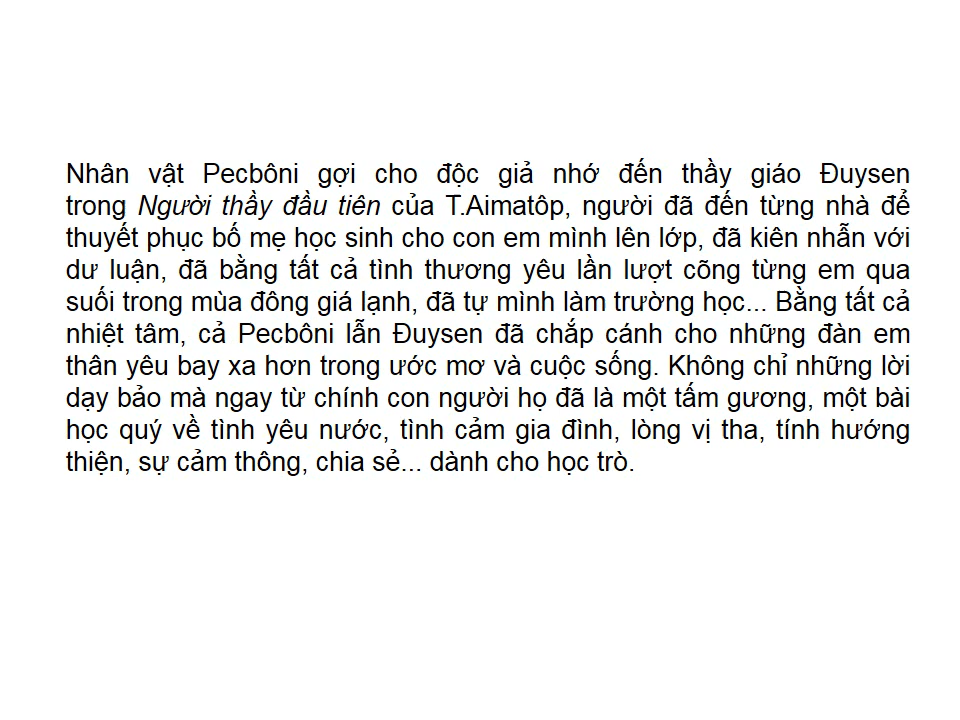 Nhân vật Pecbôni gợi cho độc giả nhớ đến thầy giáo Đuysen
trong Người thầy đầu tiên của T.Aimatôp, người đã đến từng nhà để
thuyết phục bố mẹ học sinh cho con em mình lên lớp, đã kiên nhẫn với
dư luận, đã bằng tất cả tình thương yêu lần lượt cõng từng em qua
suối trong mùa đông giá lạnh, đã tự mình làm trường học... Bằng tất cả
nhiệt tâm, cả Pecbôni lẫn Đuysen đã chắp cánh cho những đàn em
thân yêu bay xa hơn trong ước mơ và cuộc sống. Không chỉ những lời
dạy bảo mà ngay từ chính con người họ đã là một tấm gương, một bài
học quý về tình yêu nước, tình cảm gia đình, lòng vị tha, tính hướng
thiện, sự cảm thông, chia sẻ... dành cho học trò.